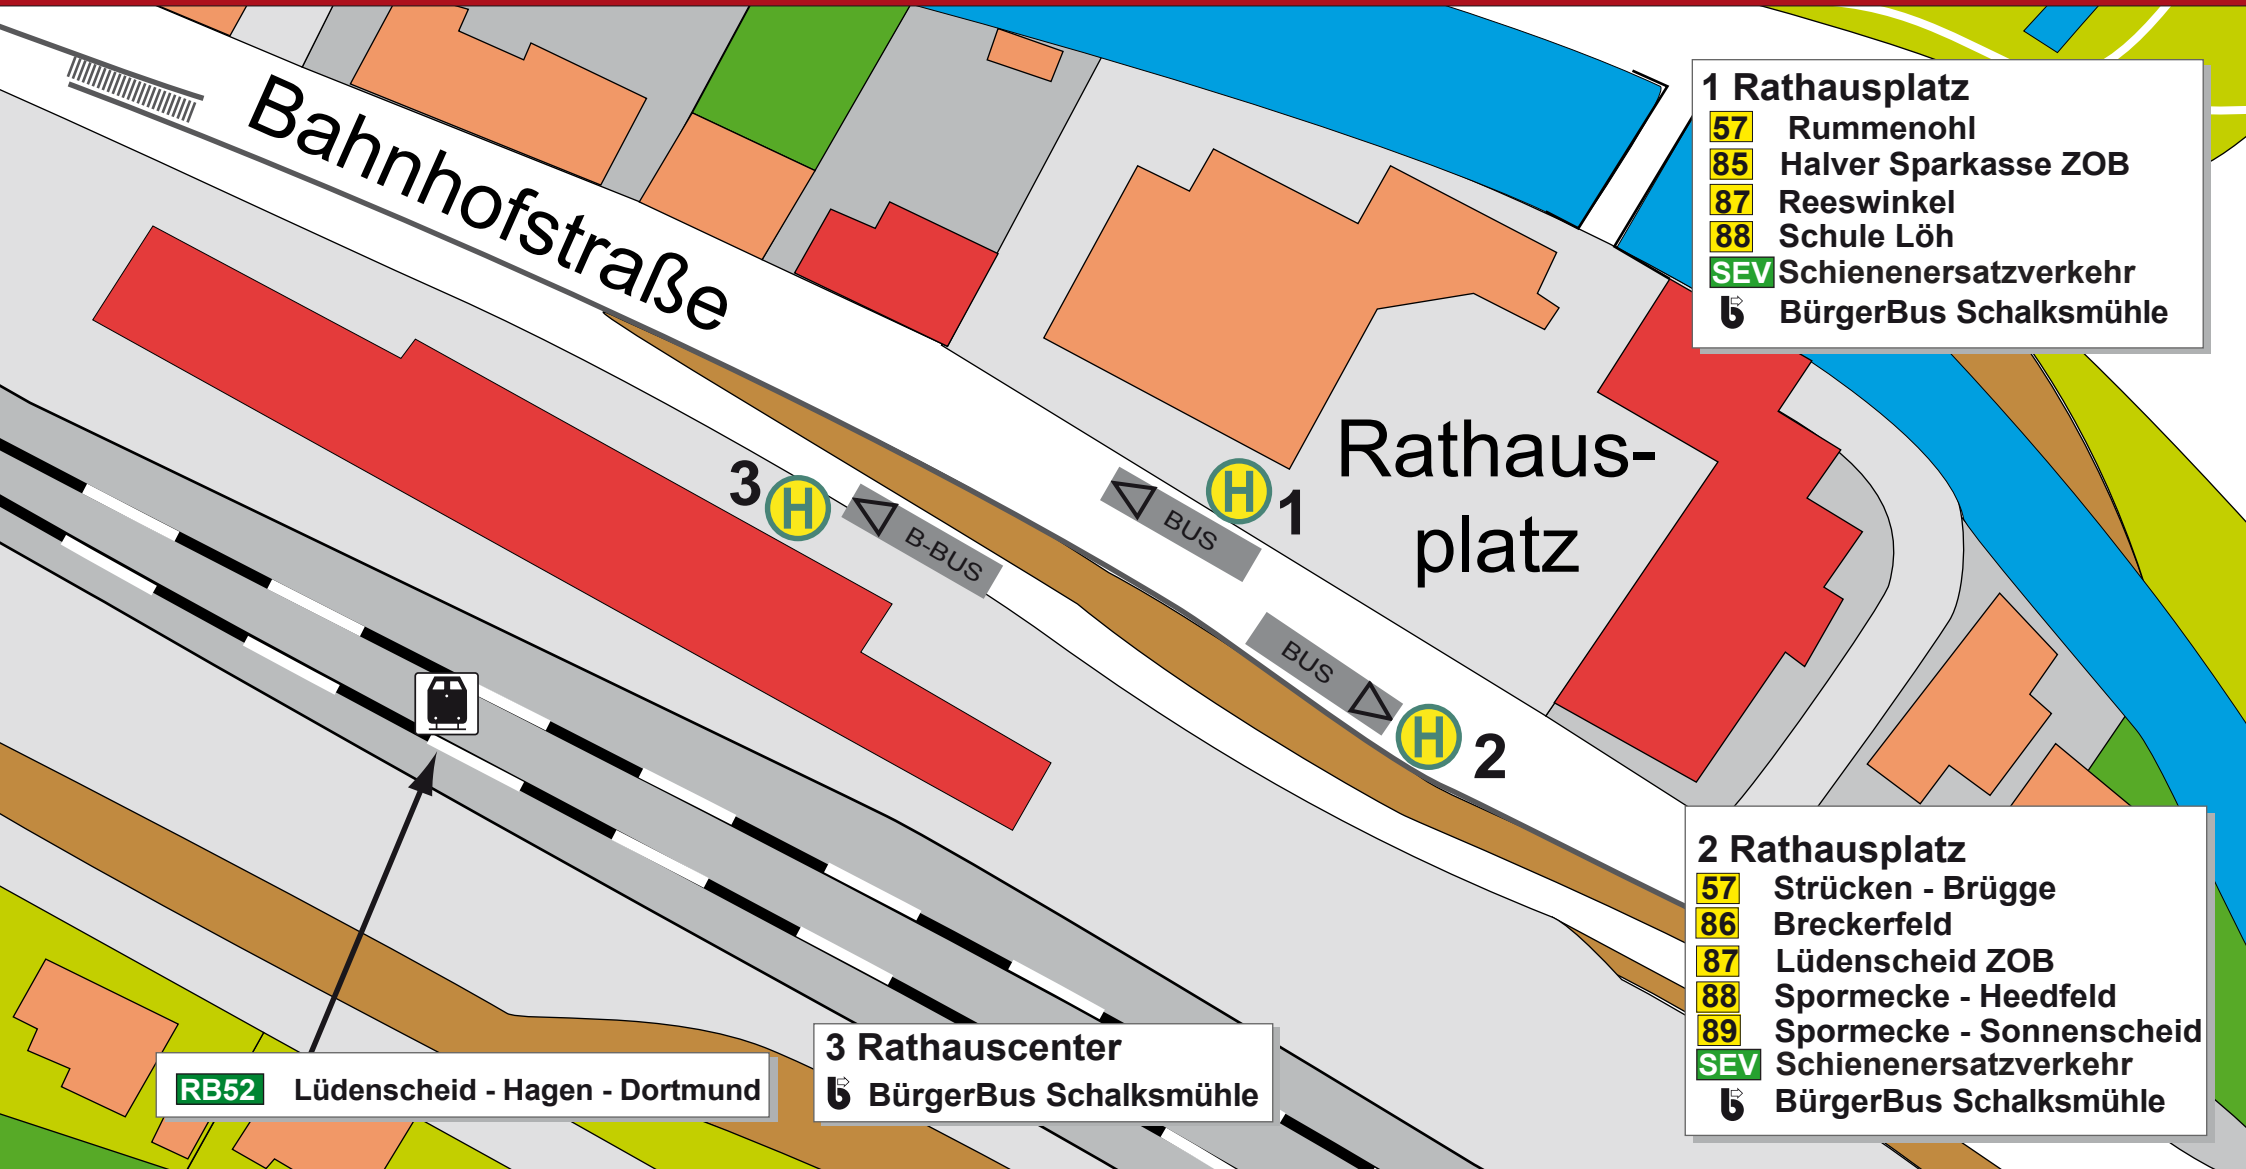 Bahnhofstraße
Rathaus-
platz
1 Rathausplatz
57 Rummenohl
85 Halver Sparkasse ZOB
87 Reeswinkel
88 Schule Löh
SEV Schienenersatzverkehr
BürgerBus Schalksmühle
3 H
B-BUS
BUS
H 1
BUS
H 2
2 Rathausplatz
57 Strücken - Brügge
86 Breckerfeld
87 Lüdenscheid ZOB
88 Spormecke - Heedfeld
89 Spormecke - Sonnenscheid
SEV Schienenersatzverkehr
BürgerBus Schalksmühle
3 Rathauscenter
BürgerBus Schalksmühle
RB52 Lüdenscheid - Hagen - Dortmund